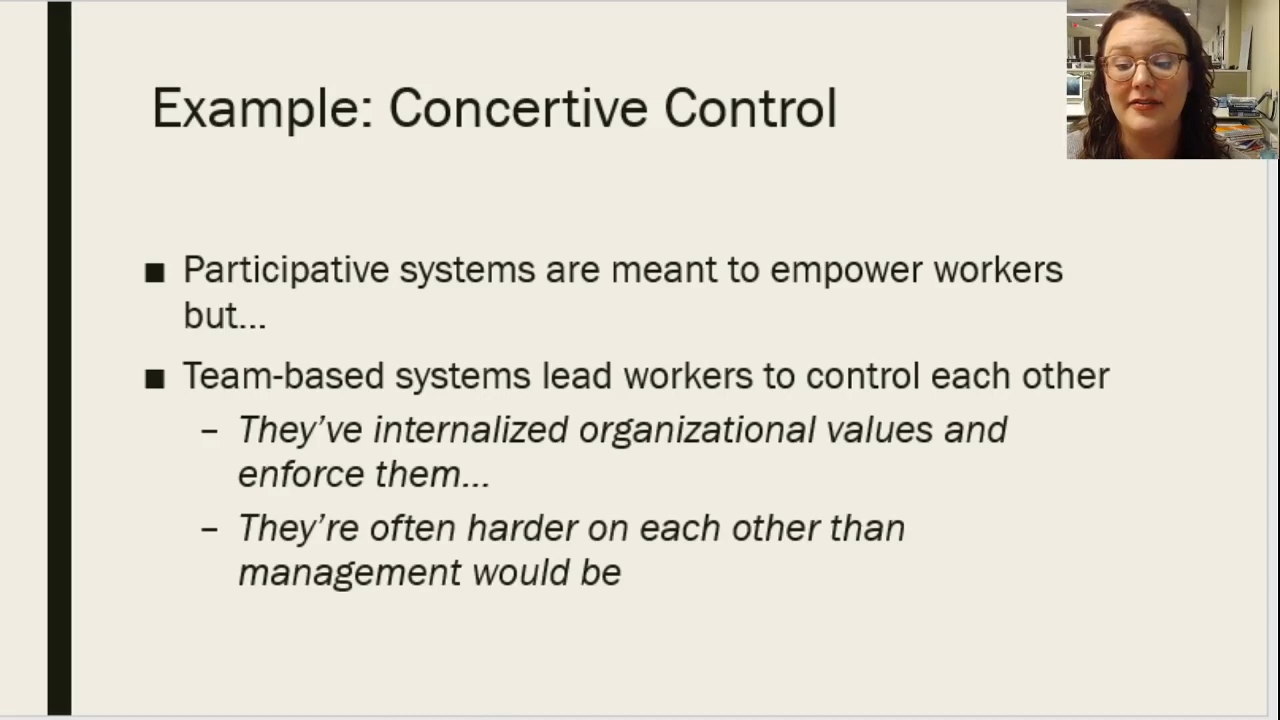 Example: Concertive Control
■ Participative systems are meant to empower workers
but...
■ Team-based systems lead workers to control each other
– They’ve internalized organizational values and
enforce them...
– They’re often harder on each other than
management would be